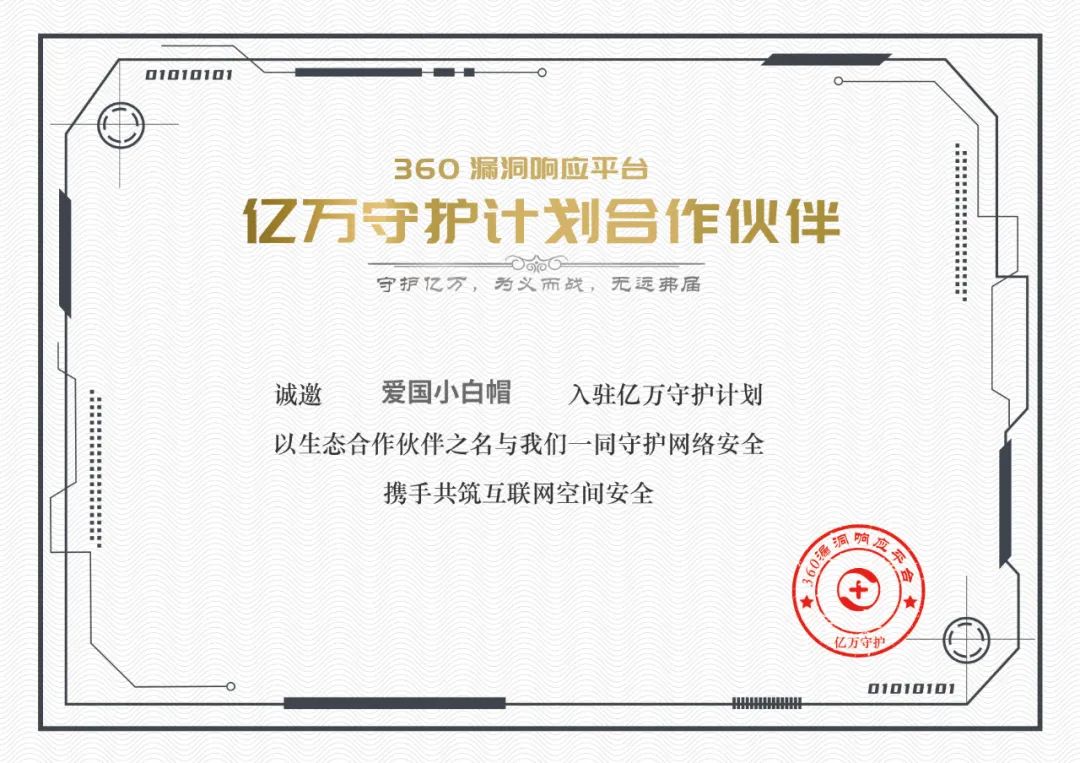 01010101
360 漏洞响应平台
亿万守护计划合作伙伴
守护亿万，为义而战，无远弗届
诚邀 爱国小白帽 入驻亿万守护计划
以生态合作伙伴之名与我们一同守护网络安全
携手共筑互联网空间安全
360漏洞响应平台
亿万守护
01010101